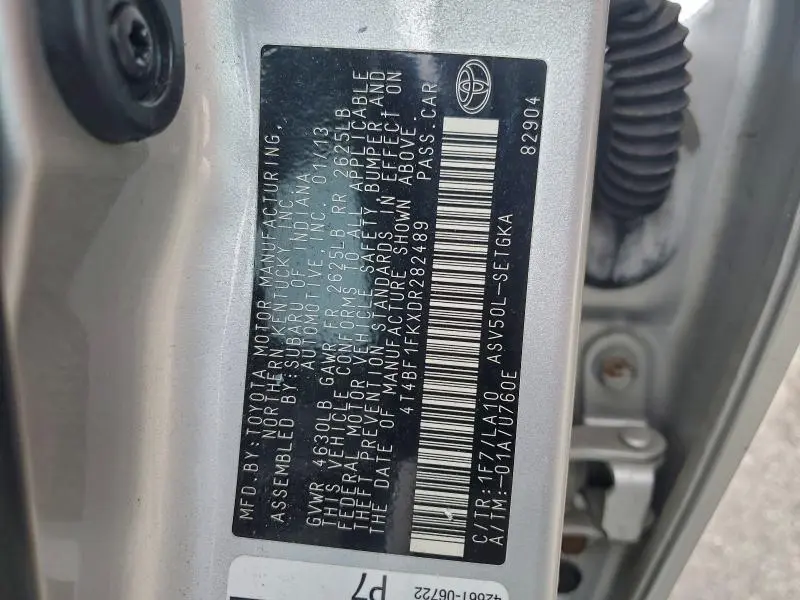 MFD.BY:TOYOTA MOTOR MANUFACTURING,
NORTHERN KENTUCKY, INC.
ASSEMBLED BY:SUBARU OF INDIANA
AUTOMOTIVE, INC. 01/13
GVWR 4630LB GAWR FR 2625LB RR 2625LB
THIS VEHICLE CONFORMS TO ALL APPLICABLE
FEDERAL MOTOR VEHICLE SAFETY BUMPER,AND
THEFT PREVENTION STANDARDS IN EFFECT ON
THE DATE OF MANUFACTURE SHOWN ABOVE.
4T4BF1FKXDR282489 PASS.CAR
C/TR:1F7/LA10 ASV50L-SETGKA
A/TM:-01A/U760E 82904
42661-06722
P7